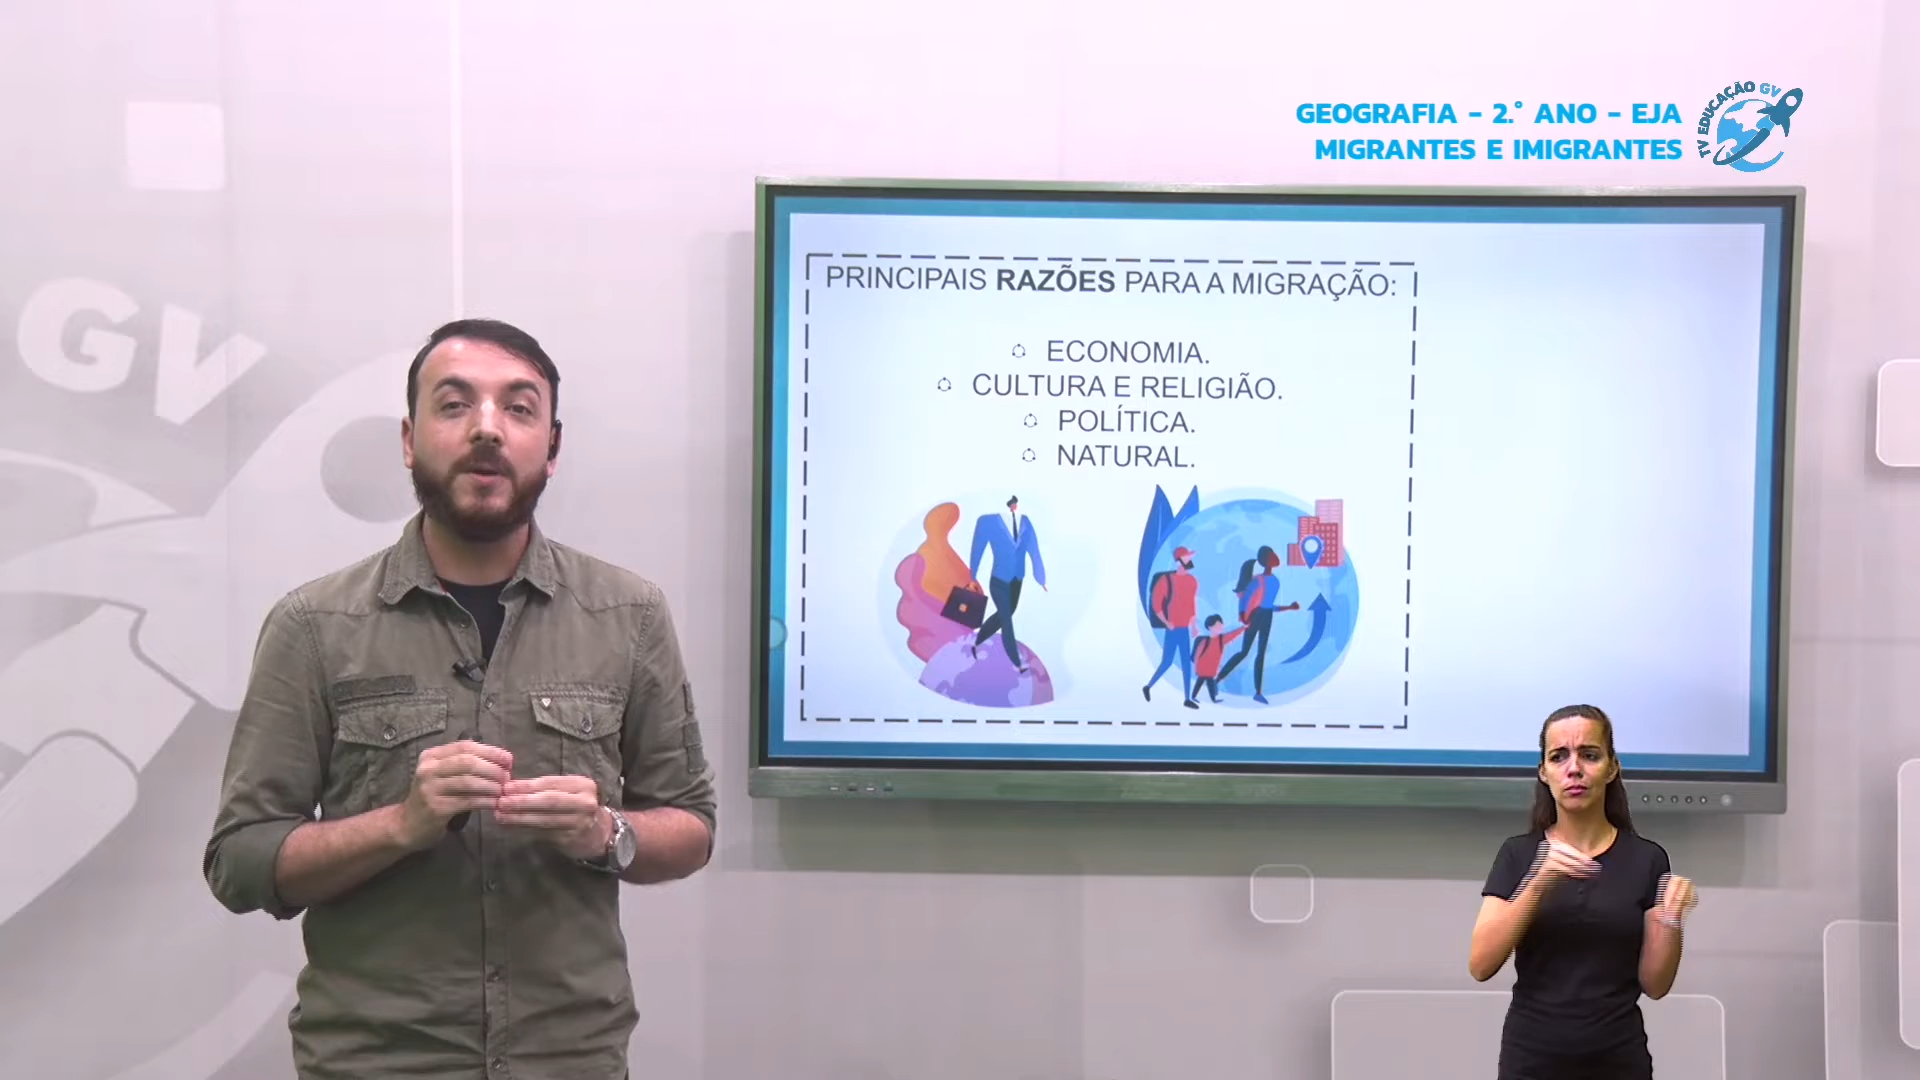 GEOGRAFIA - 2.° ANO - EJA
MIGRANTES E IMIGRANTES
TV EDUCAÇÃO GV
PRINCIPAIS RAZÕES PARA A MIGRAÇÃO:
ECONOMIA.
CULTURA E RELIGIÃO.
POLÍTICA.
NATURAL.
GV